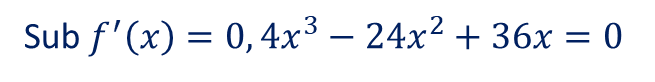 Sub f′(x) = 0, 4x³ − 24x² + 36x = 0